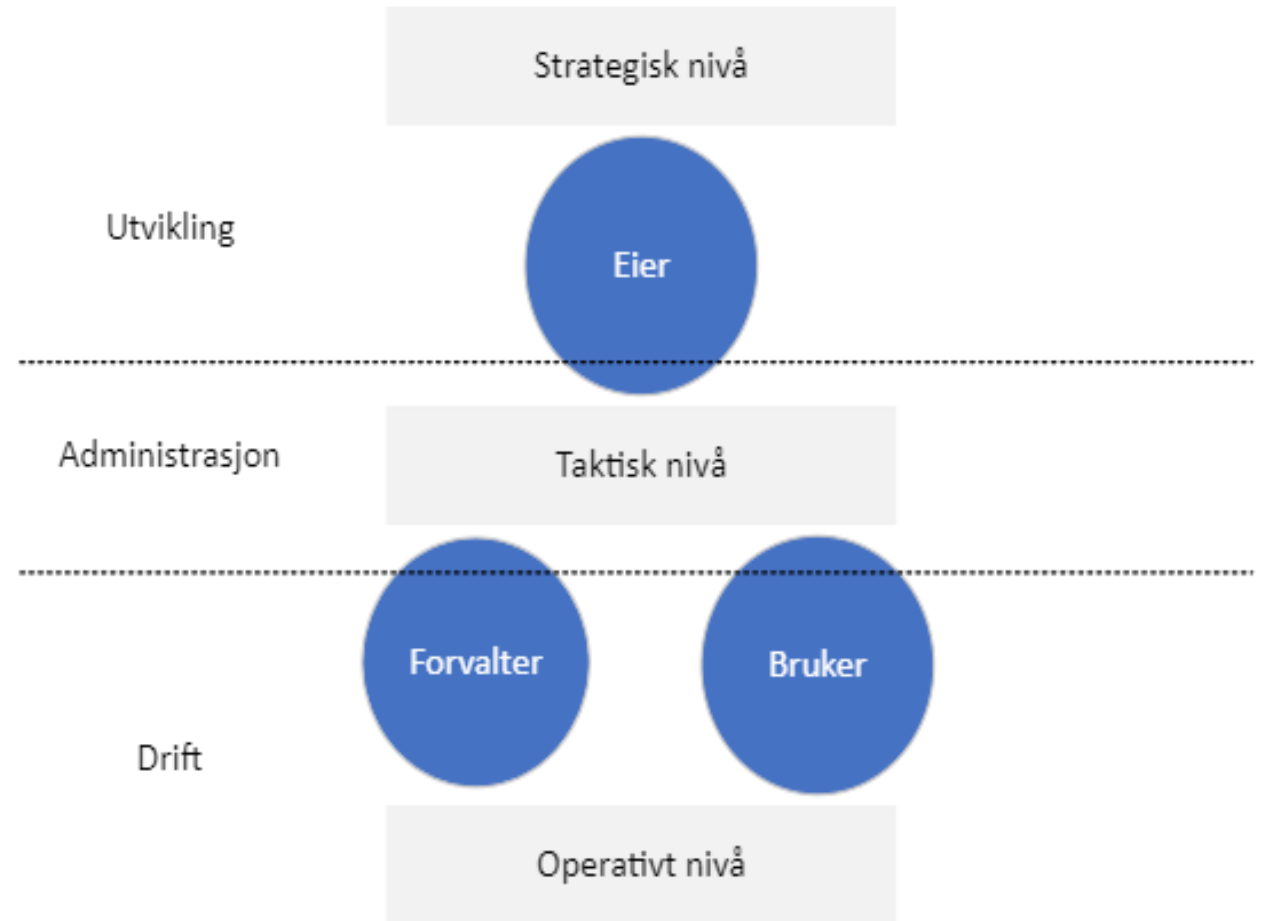 Strategisk nivå
Utvikling
Eier
Administrasjon
Taktisk nivå
Forvalter
Bruker
Drift
Operativt nivå